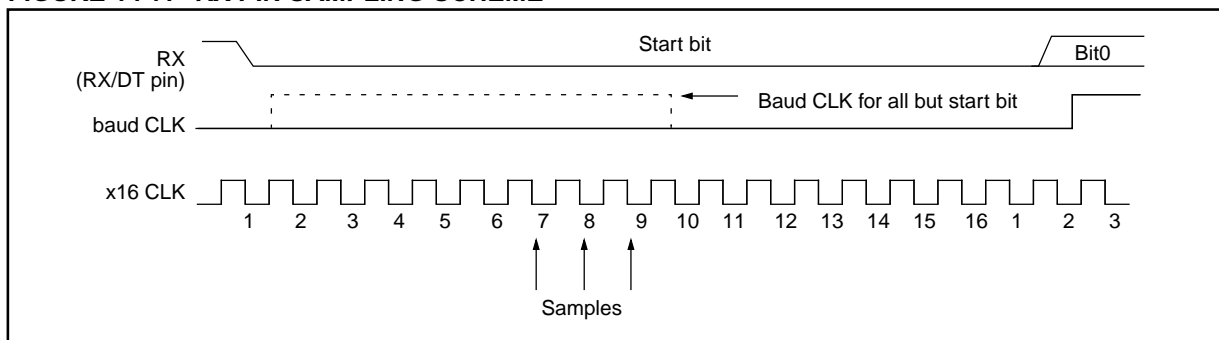 Start bit
Bit0
RX
(RX/DT pin)
Baud CLK for all but start bit
baud CLK
x16 CLK
1 2 3 4 5 6 7 8 9 10 11 12 13 14 15 16 1 2 3
Samples